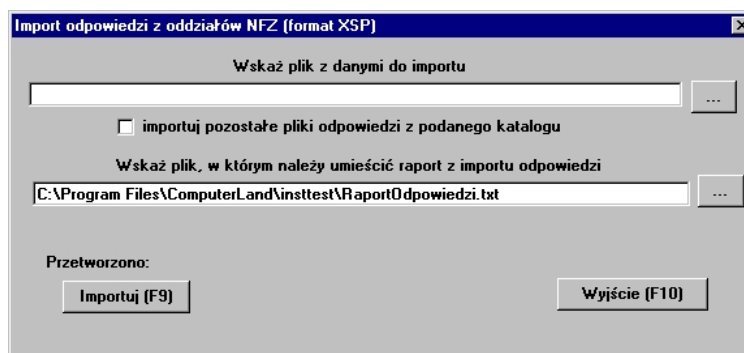 Import odpowiedzi z oddziałów NFZ (format XSP)
Wskaż plik z danymi do importu
...
importuj pozostałe pliki odpowiedzi z podanego katalogu
Wskaż plik, w którym należy umieścić raport z importu odpowiedzi
C:\Program Files\ComputerLand\insttest\RaportOdpowiedzi.txt
...
Przetworzono:
Importuj (F9)
Wyjście (F10)